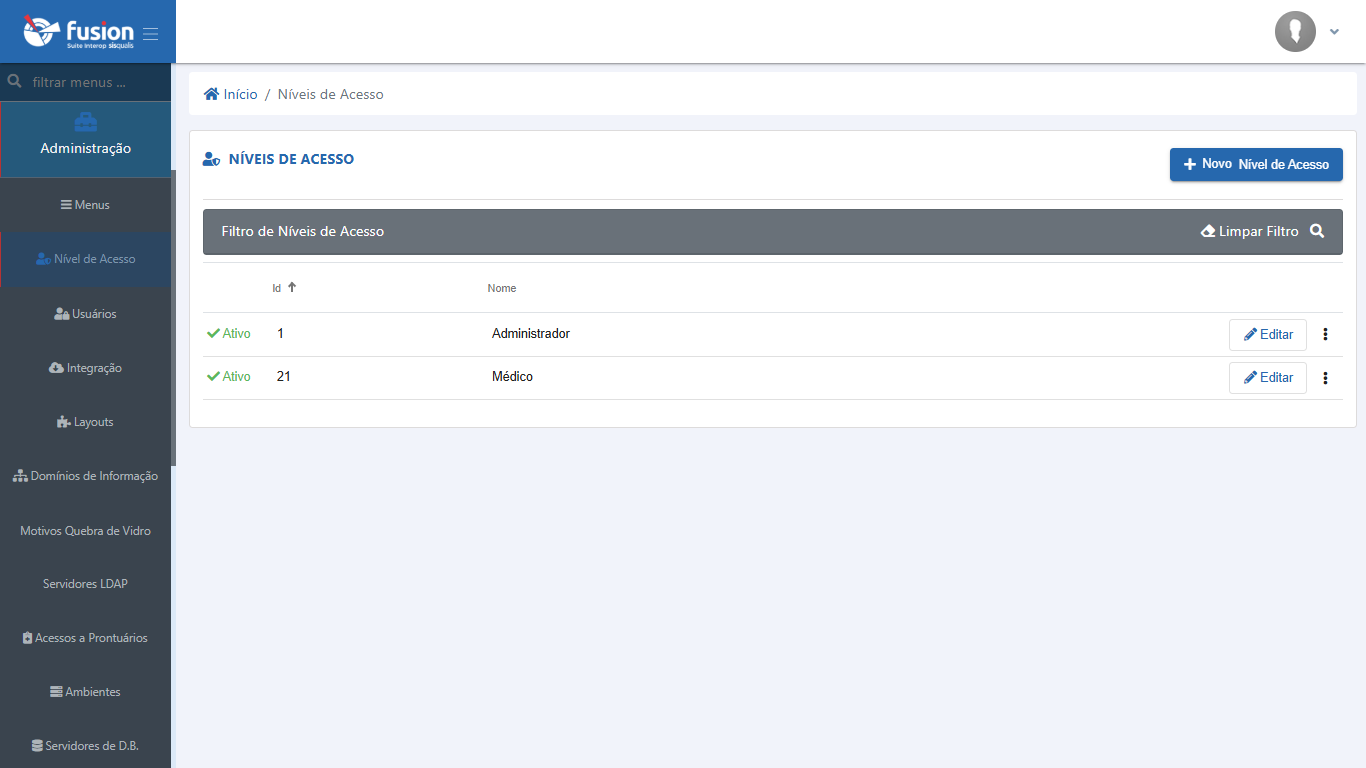 fusion
Suite Interop sisqualis
filtrar menus ...
Administração
Menus
Nível de Acesso
Usuários
Integração
Layouts
Domínios de Informação
Motivos Quebra de Vidro
Servidores LDAP
Acessos a Prontuários
Ambientes
Servidores de D.B.
Início / Níveis de Acesso
NÍVEIS DE ACESSO
Novo Nível de Acesso
Filtro de Níveis de Acesso
Limpar Filtro
Id Nome
Ativo 1 Administrador Editar
Ativo 21 Médico Editar